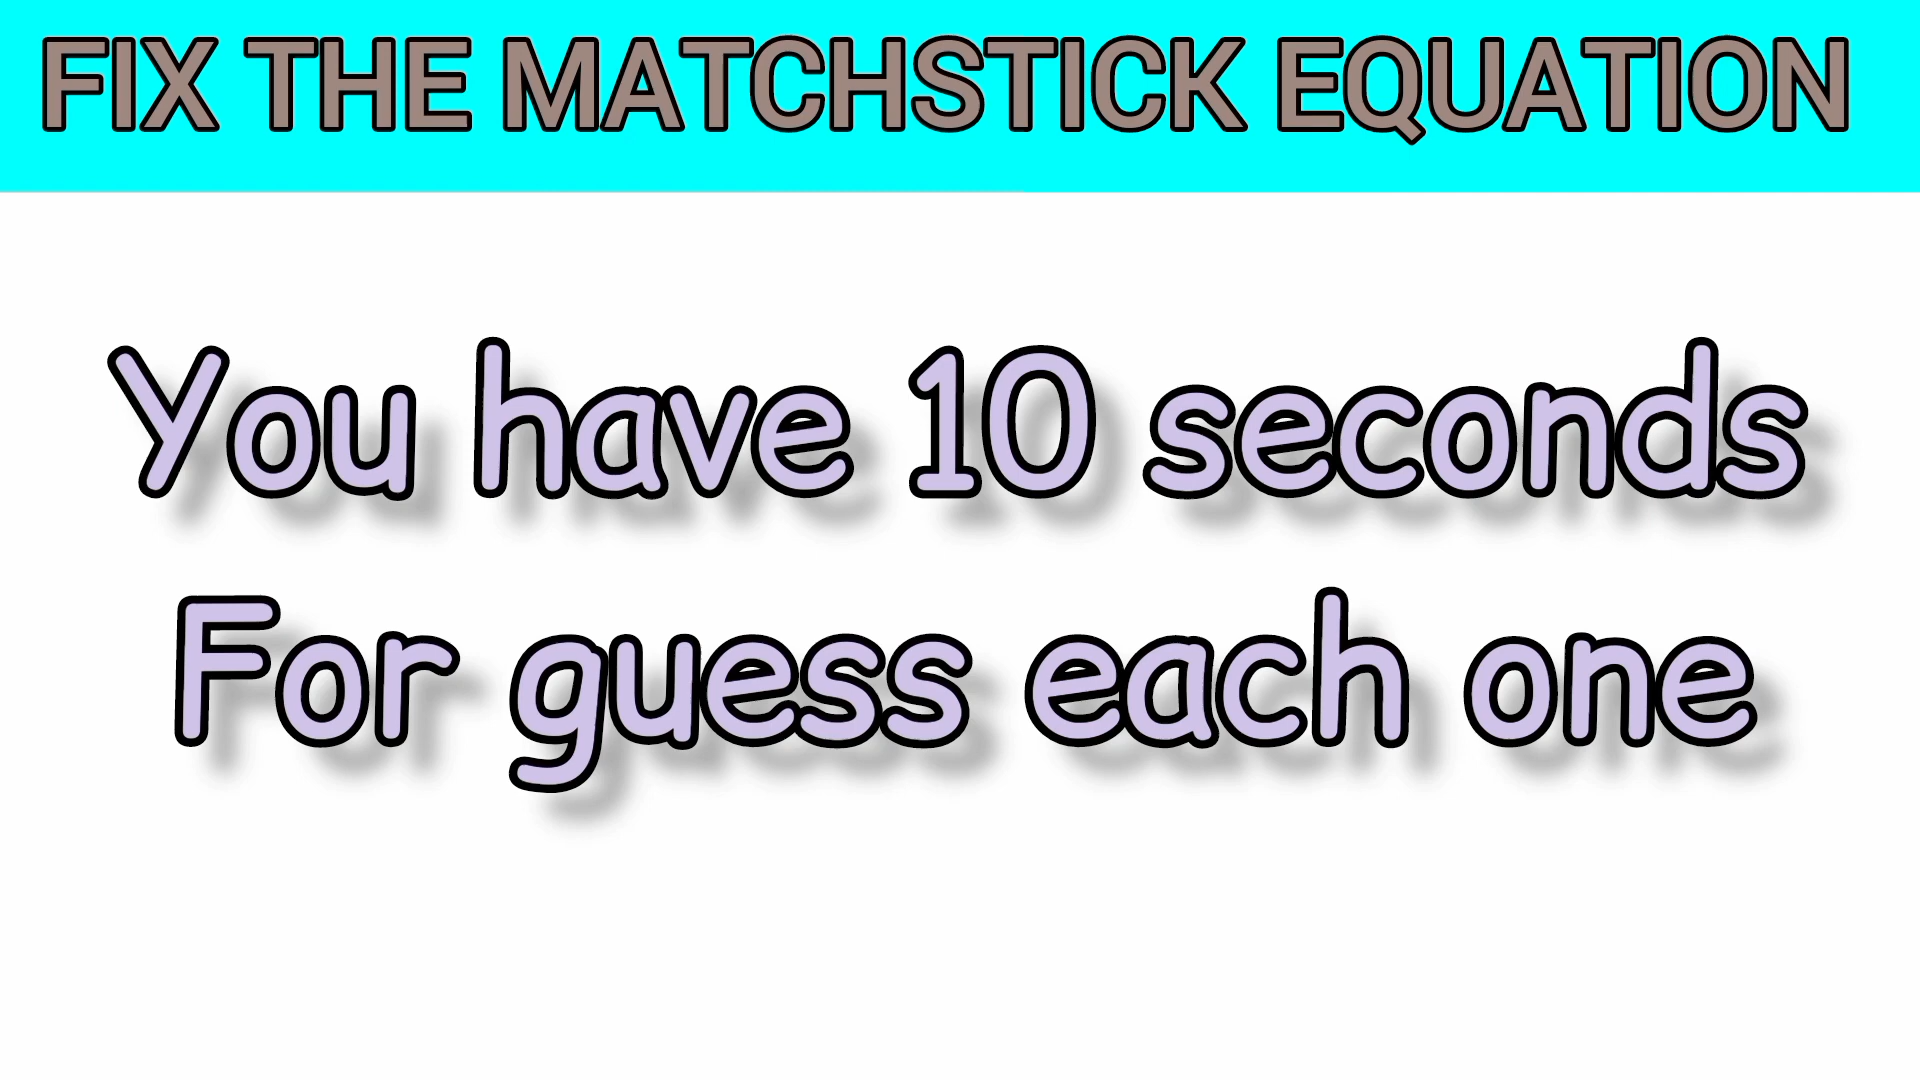 FIX THE MATCHSTICK EQUATION
You have 10 seconds
For guess each one